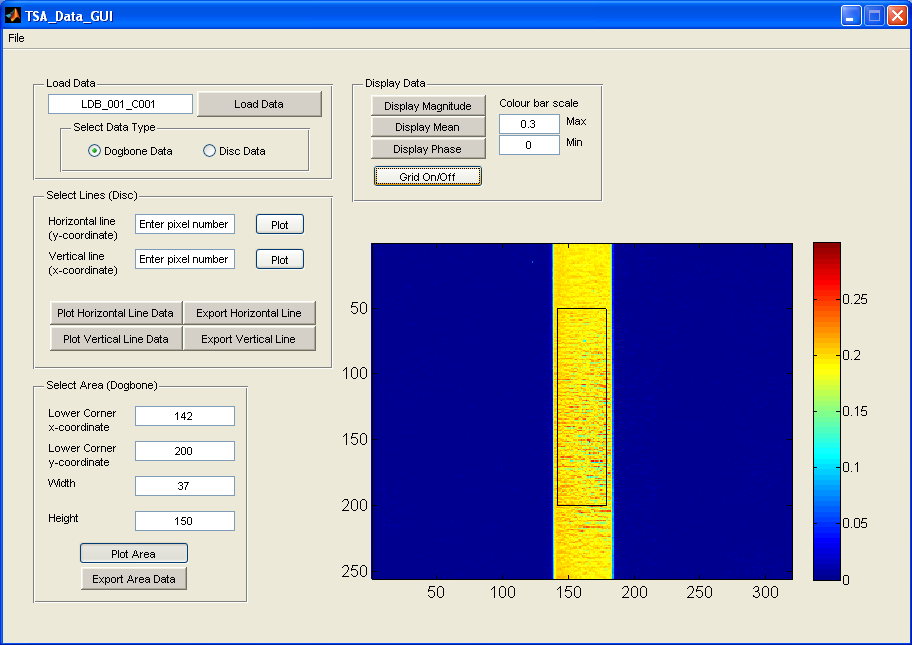 TSA_Data_GUI
File
Load Data
LDB_001_C001
Load Data
Select Data Type
Dogbone Data
Disc Data
Select Lines (Disc)
Horizontal line
(y-coordinate)
Enter pixel number
Plot
Vertical line
(x-coordinate)
Enter pixel number
Plot
Plot Horizontal Line Data
Export Horizontal Line
Plot Vertical Line Data
Export Vertical Line
Select Area (Dogbone)
Lower Corner
x-coordinate
142
Lower Corner
y-coordinate
200
Width
37
Height
150
Plot Area
Export Area Data
Display Data
Display Magnitude
Display Mean
Display Phase
Grid On/Off
Colour bar scale
0.3
Max
0
Min
50
100
150
200
250
50
100
150
200
250
300
0.25
0.2
0.15
0.1
0.05
0